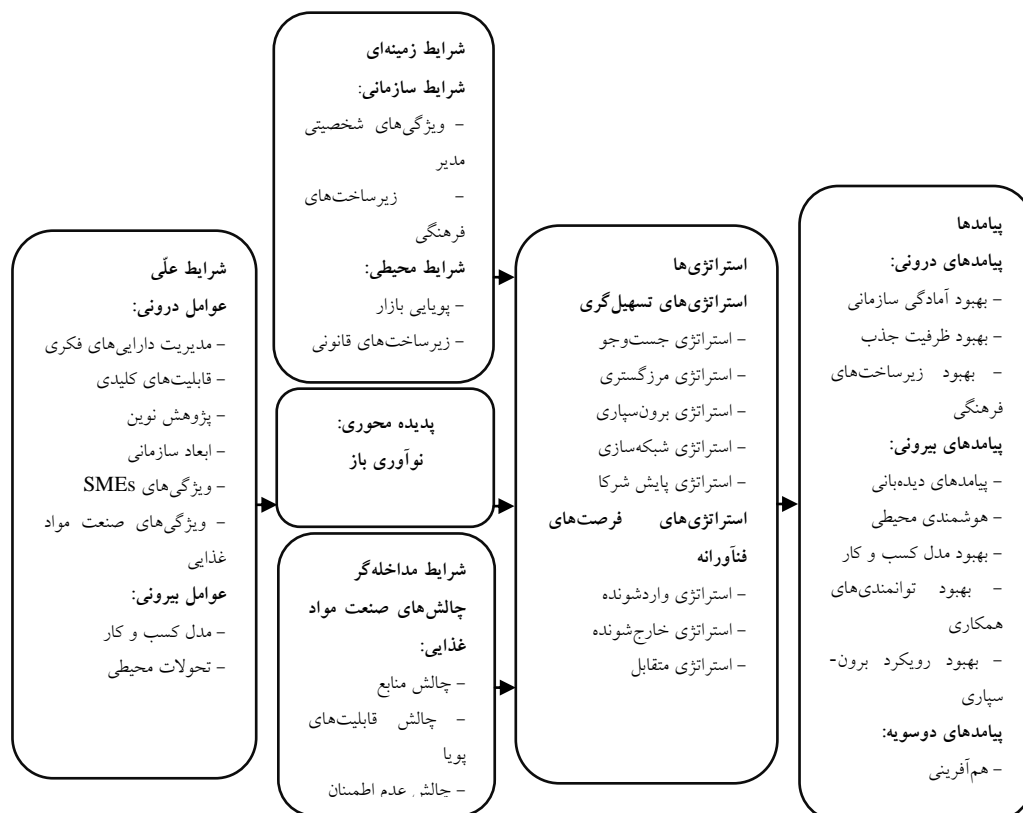 شرایط زمینه‌ای
شرایط سازمانی:
- ویژگی‌های شخصیتی
مدیر
- زیرساخت‌های
فرهنگی
شرایط محیطی:
- پویایی بازار
- زیرساخت‌های قانونی
شرایط علّی
عوامل درونی:
- مدیریت دارایی‌های فکری
- قابلیت‌های کلیدی
- پژوهش نوین
- ابعاد سازمانی
- ویژگی‌های SMEs
- ویژگی‌های صنعت مواد
غذایی
عوامل بیرونی:
- مدل کسب و کار
- تحولات محیطی
پدیده محوری:
نوآوری باز
شرایط مداخله‌گر
چالش‌های صنعت مواد
غذایی:
- چالش منابع
- چالش قابلیت‌های
پویا
- چالش عدم اطمینان
استراتژی‌ها
استراتژی‌های تسهیل‌گری
- استراتژی جست‌وجو
- استراتژی مرزگستری
- استراتژی برون‌سپاری
- استراتژی شبکه‌سازی
- استراتژی پایش شرکا
استراتژی‌های فرصت‌های
فنآورانه
- استراتژی واردشونده
- استراتژی خارج‌شونده
- استراتژی متقابل
پیامدها
پیامدهای درونی:
- بهبود آمادگی سازمانی
- بهبود ظرفیت جذب
- بهبود زیرساخت‌های
فرهنگی
پیامدهای بیرونی:
- پیامدهای دیده‌بانی
- هوشمندی محیطی
- بهبود مدل کسب و کار
- بهبود توانمندی‌های
همکاری
- بهبود رویکرد برون-
سپاری
پیامدهای دوسویه:
- هم‌آفرینی